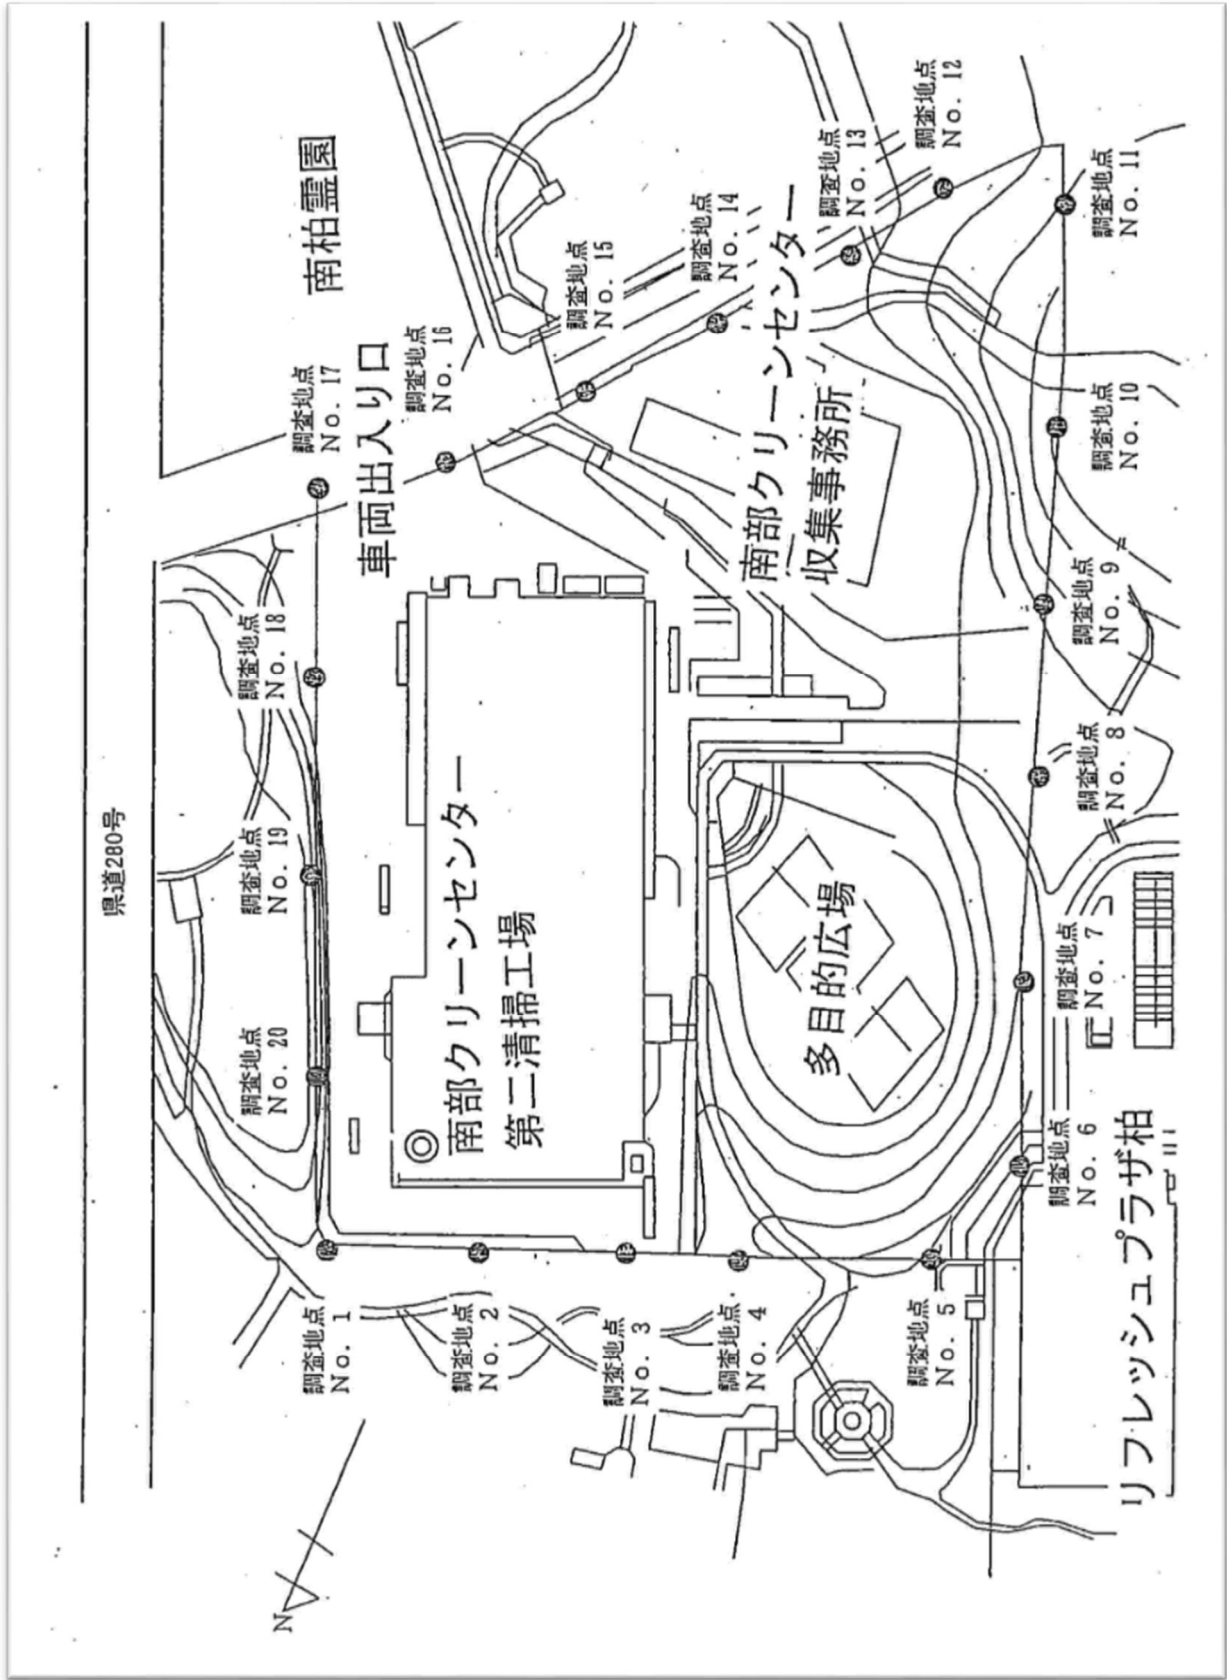 県道280号
南柏霊園
車両出入り口
調査地点
No. 1
調査地点
No. 2
調査地点
No. 3
調査地点
No. 4
調査地点
No. 5
調査地点
No. 6
調査地点
No. 7
調査地点
No. 8
調査地点
No. 9
調査地点
No. 10
調査地点
No. 11
調査地点
No. 12
調査地点
No. 13
調査地点
No. 14
調査地点
No. 15
調査地点
No. 16
調査地点
No. 17
調査地点
No. 18
調査地点
No. 19
調査地点
No. 20
南部クリーンセンター
第二清掃工場
南部クリーンセンター
収集事務所
多目的広場
リフレッシュプラザ柏
N